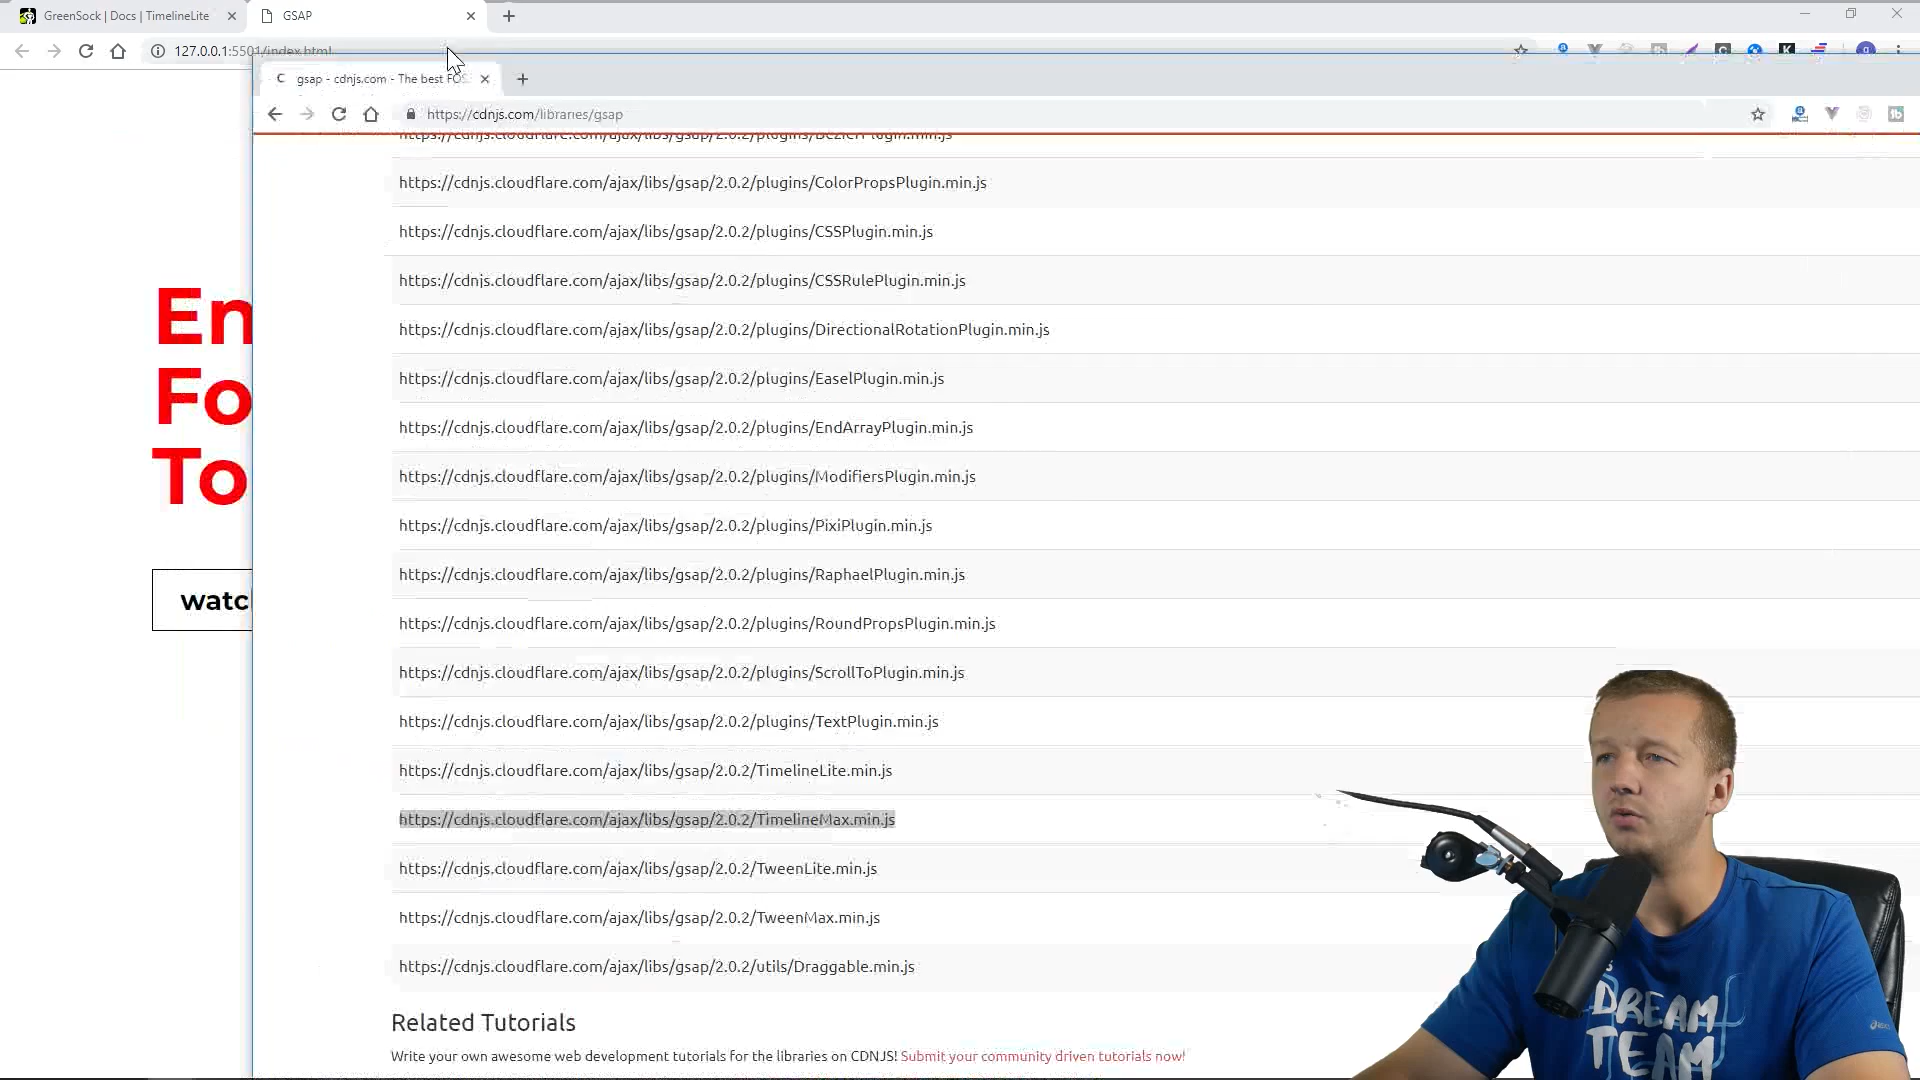 GreenSock | Docs | TimelineLite
GSAP
127.0.0.1:5501/index.html
gsap - cdnjs.com - The best FOS
https://cdnjs.com/libraries/gsap
https://cdnjs.cloudflare.com/ajax/libs/gsap/2.0.2/plugins/BezierPlugin.min.js
https://cdnjs.cloudflare.com/ajax/libs/gsap/2.0.2/plugins/ColorPropsPlugin.min.js
https://cdnjs.cloudflare.com/ajax/libs/gsap/2.0.2/plugins/CSSPlugin.min.js
https://cdnjs.cloudflare.com/ajax/libs/gsap/2.0.2/plugins/CSSRulePlugin.min.js
https://cdnjs.cloudflare.com/ajax/libs/gsap/2.0.2/plugins/DirectionalRotationPlugin.min.js
https://cdnjs.cloudflare.com/ajax/libs/gsap/2.0.2/plugins/EaselPlugin.min.js
https://cdnjs.cloudflare.com/ajax/libs/gsap/2.0.2/plugins/EndArrayPlugin.min.js
https://cdnjs.cloudflare.com/ajax/libs/gsap/2.0.2/plugins/ModifiersPlugin.min.js
https://cdnjs.cloudflare.com/ajax/libs/gsap/2.0.2/plugins/PixiPlugin.min.js
https://cdnjs.cloudflare.com/ajax/libs/gsap/2.0.2/plugins/RaphaelPlugin.min.js
https://cdnjs.cloudflare.com/ajax/libs/gsap/2.0.2/plugins/RoundPropsPlugin.min.js
https://cdnjs.cloudflare.com/ajax/libs/gsap/2.0.2/plugins/ScrollToPlugin.min.js
https://cdnjs.cloudflare.com/ajax/libs/gsap/2.0.2/plugins/TextPlugin.min.js
https://cdnjs.cloudflare.com/ajax/libs/gsap/2.0.2/TimelineLite.min.js
https://cdnjs.cloudflare.com/ajax/libs/gsap/2.0.2/TimelineMax.min.js
https://cdnjs.cloudflare.com/ajax/libs/gsap/2.0.2/TweenLite.min.js
https://cdnjs.cloudflare.com/ajax/libs/gsap/2.0.2/TweenMax.min.js
https://cdnjs.cloudflare.com/ajax/libs/gsap/2.0.2/utils/Draggable.min.js
Related Tutorials
Write your own awesome web development tutorials for the libraries on CDNJS! Submit your community driven tutorials now!
En
Fo
To
watc
DREAM
TEAM